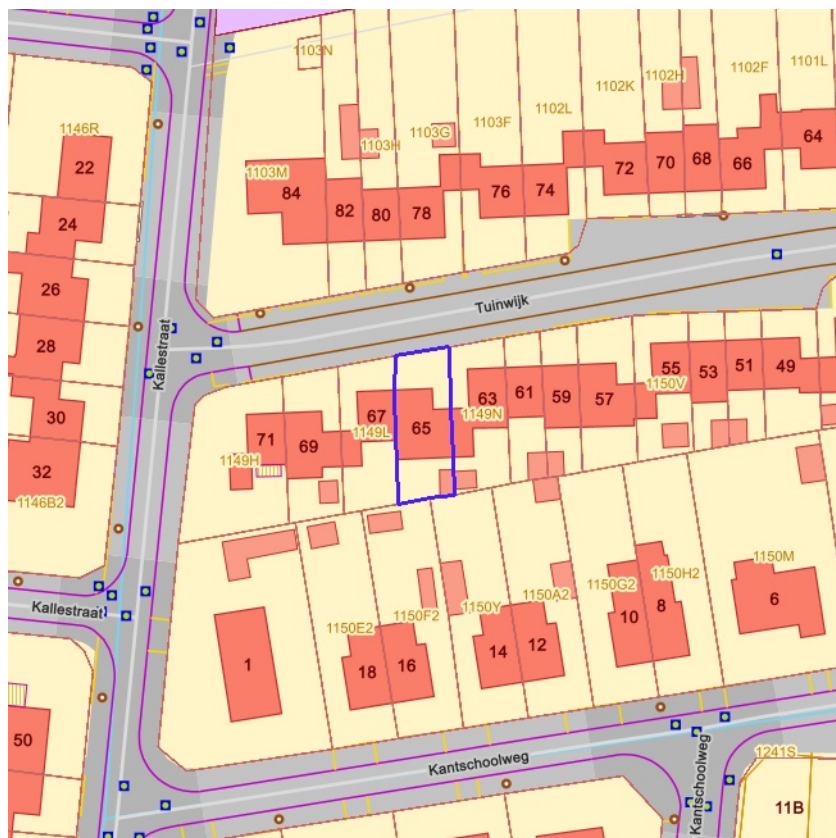 1103N
1102H
1102F
1101L
1102K
1102L
1103G
1103F
1146R
1103H
22
1103M
84
82
80
78
76
74
72
70
68
66
64
24
26
28
Tuinwijk
Kallestraat
30
32
1146B2
71
69
67
65
63
61
59
57
55
53
51
49
1150V
1149N
1149L
1149H
1150M
1150H2
1150G2
1150A2
1150Y
1150F2
1150E2
Kallestraat
1
18
16
14
12
10
8
6
50
Kantschoolweg
Kantschoolweg
1241S
11B